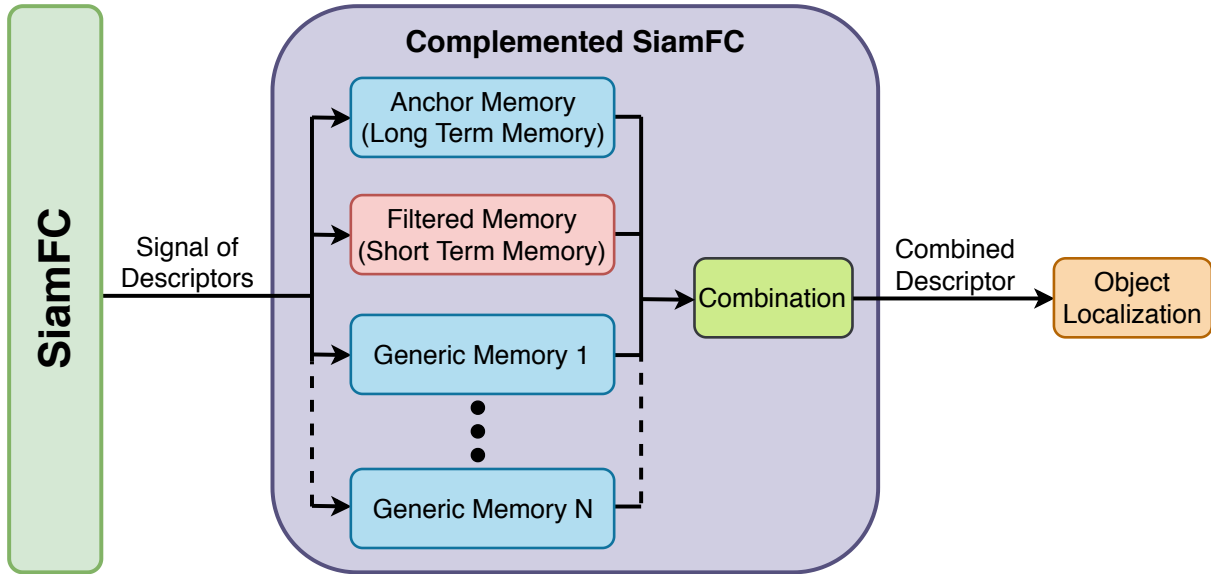 SiamFC
Signal of
Descriptors
Complemented SiamFC
Anchor Memory
(Long Term Memory)
Filtered Memory
(Short Term Memory)
Generic Memory 1
Generic Memory N
Combination
Combined
Descriptor
Object
Localization